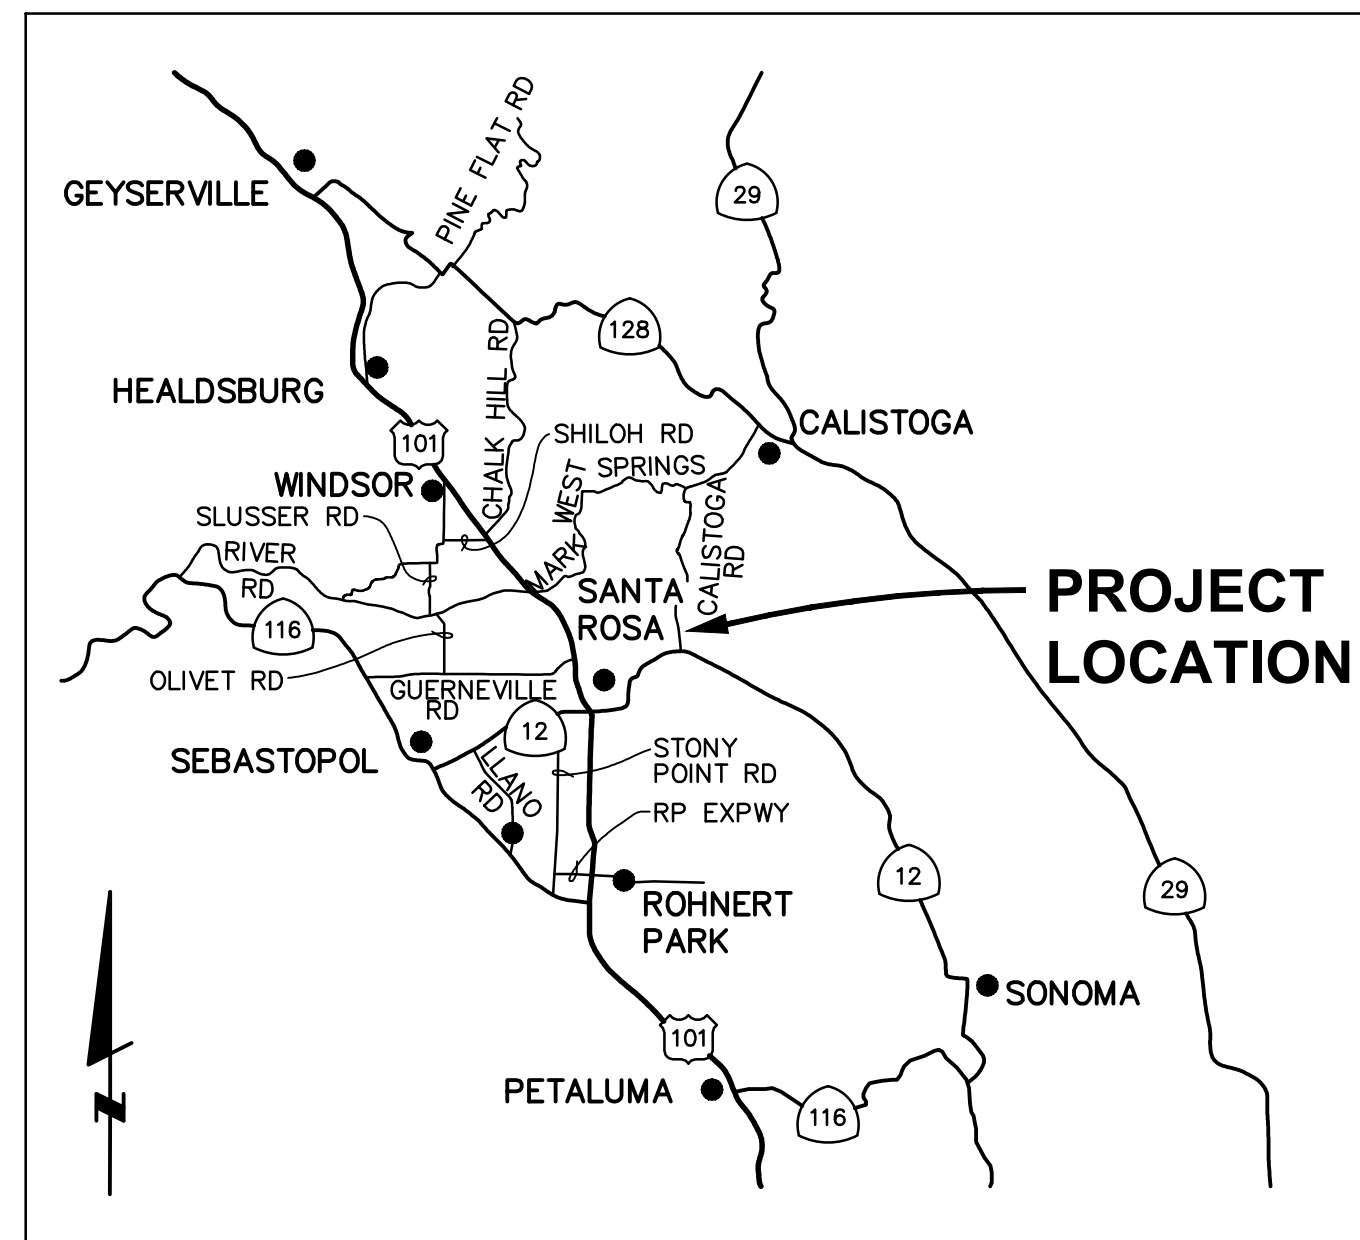 PINE FLAT RD
GEYSERVILLE
29
128
CHALK HILL RD
HEALDSBURG
CALISTOGA
101
SHILOH RD
MARK WEST SPRINGS
WINDSOR
CALISTOGA
RD
SLUSSER RD
RIVER
RD
SANTA
ROSA
PROJECT
LOCATION
116
OLIVET RD
GUERNEVILLE
RD
12
SEBASTOPOL
LLANO
RD
STONY
POINT RD
RP EXPWY
12
29
ROHNERT
PARK
SONOMA
101
PETALUMA
116
N